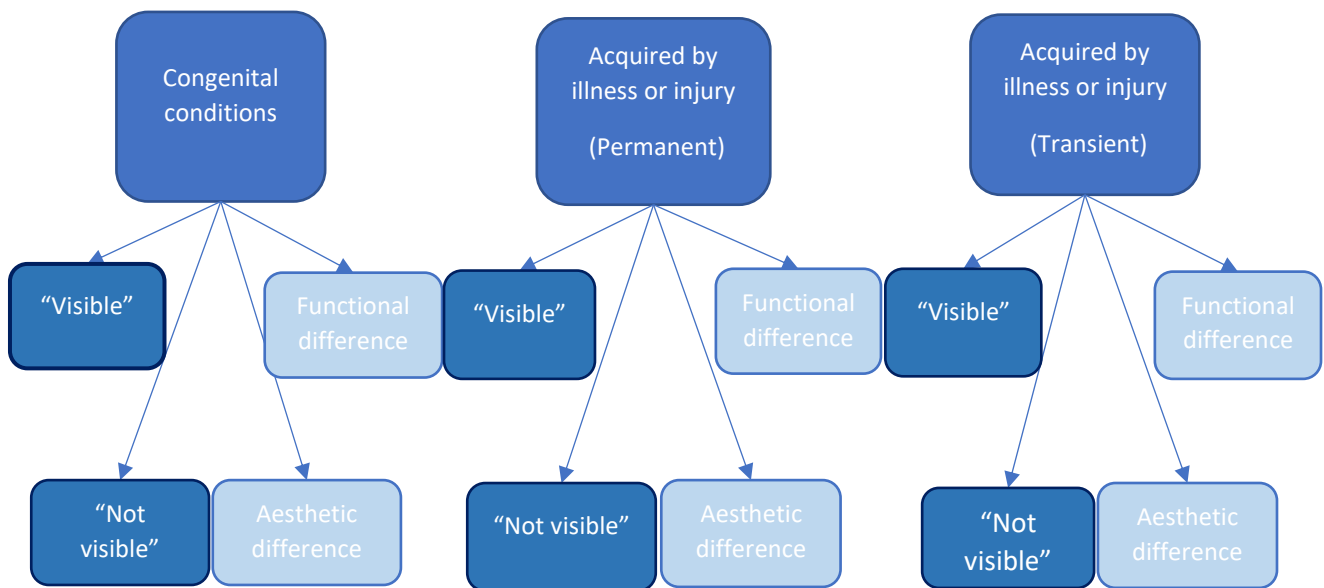 Congenital
conditions
Acquired by
illness or injury
(Permanent)
Acquired by
illness or injury
(Transient)
“Visible”
Functional
difference
“Visible”
Functional
difference
“Visible”
Functional
difference
“Not
visible”
Aesthetic
difference
“Not visible”
Aesthetic
difference
“Not
visible”
Aesthetic
difference